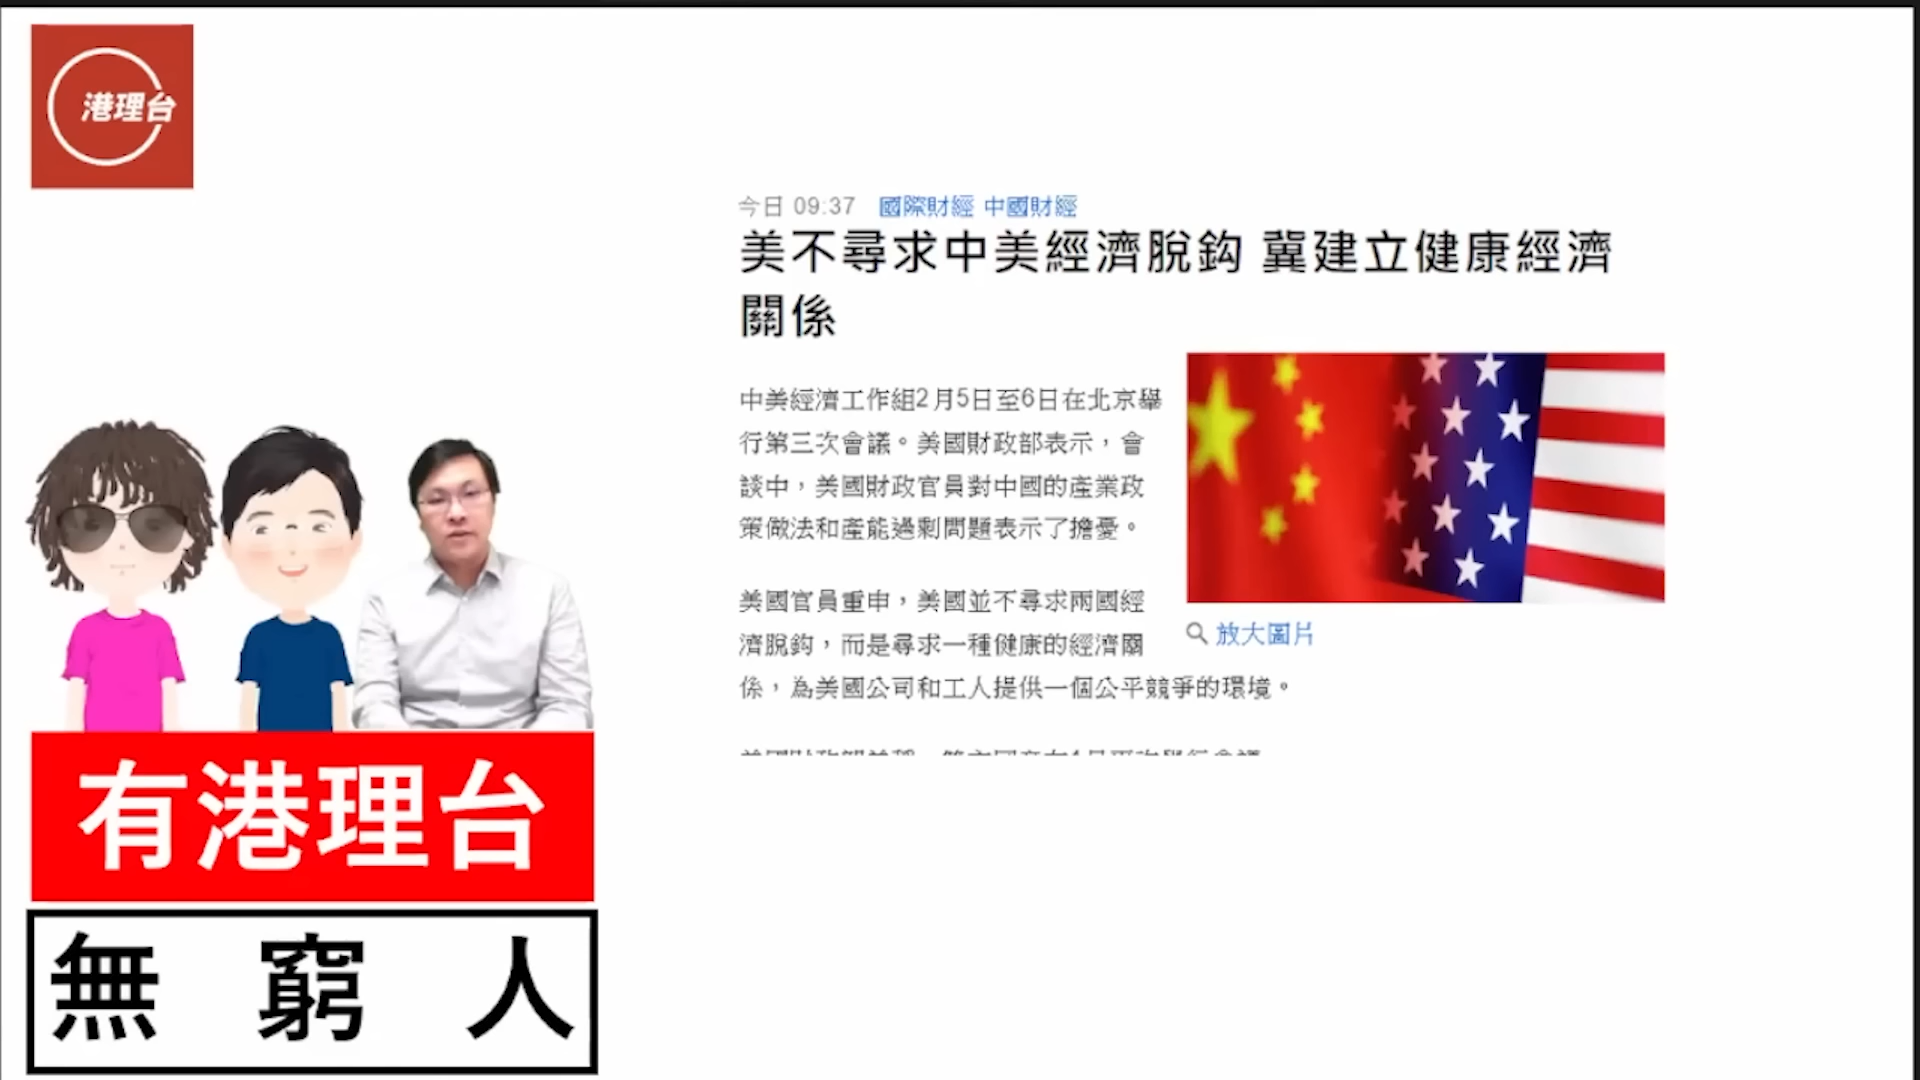 港理台
今日 09:37 國際財經 中國財經
美不尋求中美經濟脫鈎 冀建立健康經濟
關係
中美經濟工作組2月5日至6日在北京舉
行第三次會議。美國財政部表示，會
談中，美國財政官員對中國的產業政
策做法和產能過剩問題表示了擔憂。
美國官員重申，美國並不尋求兩國經
濟脫鈎，而是尋求一種健康的經濟關
係，為美國公司和工人提供一個公平競爭的環境。
放大圖片
有港理台
無窮人